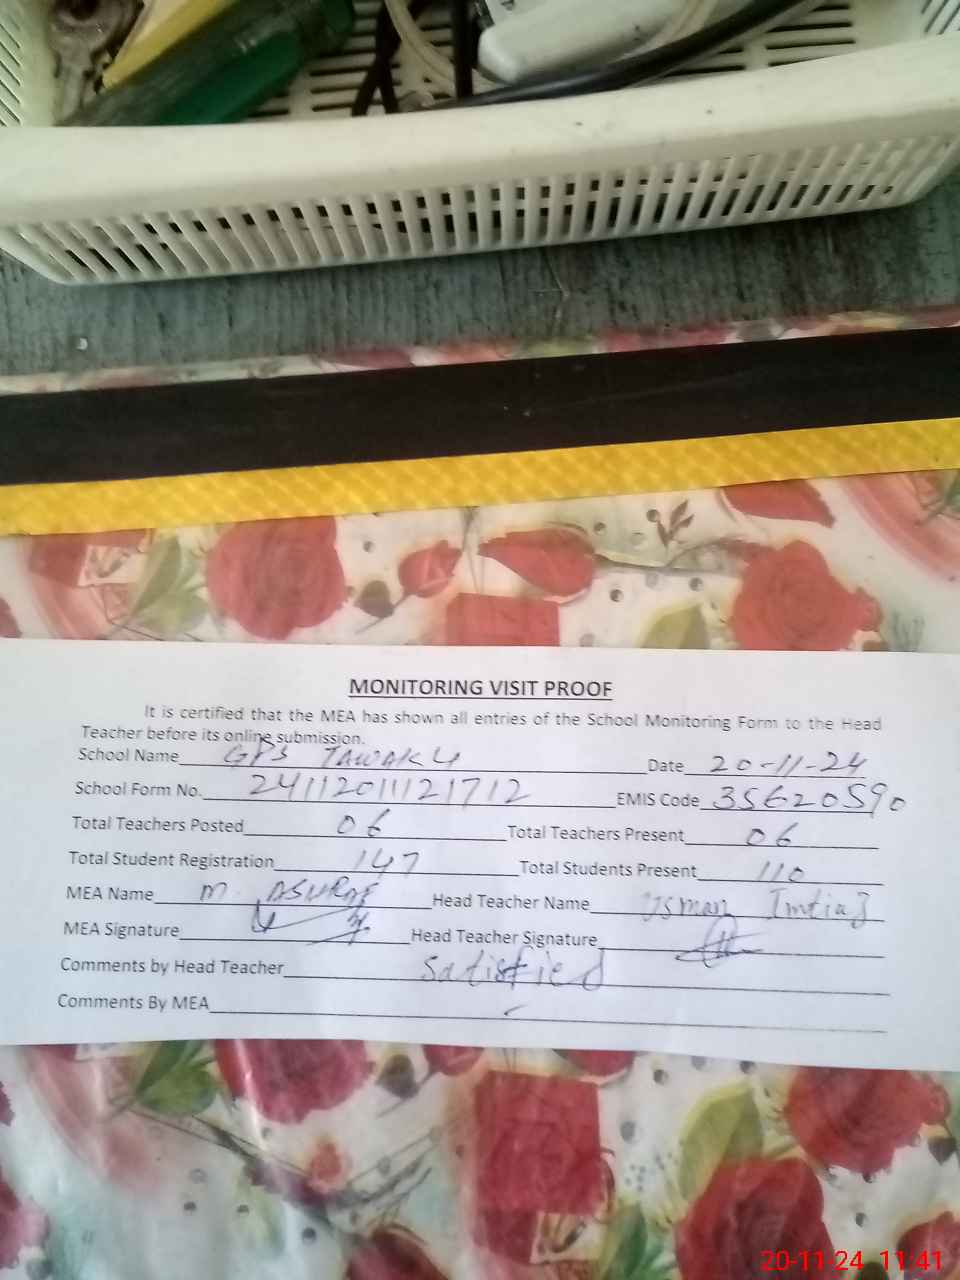 MONITORING VISIT PROOF
It is certified that the MEA has shown all entries of the School Monitoring Form to the Head
Teacher before its online submission.
School Name GPS TAWAK4 Date 20-11-24
School Form No. 24112011121712 EMIS Code 35620590
Total Teachers Posted 06 Total Teachers Present 06
Total Student Registration 147 Total Students Present 110
MEA Name M. ASHRAF Head Teacher Name Usman Imtiaz
MEA Signature Head Teacher Signature
Comments by Head Teacher Satisfied
Comments By MEA
20-11-24 11:41